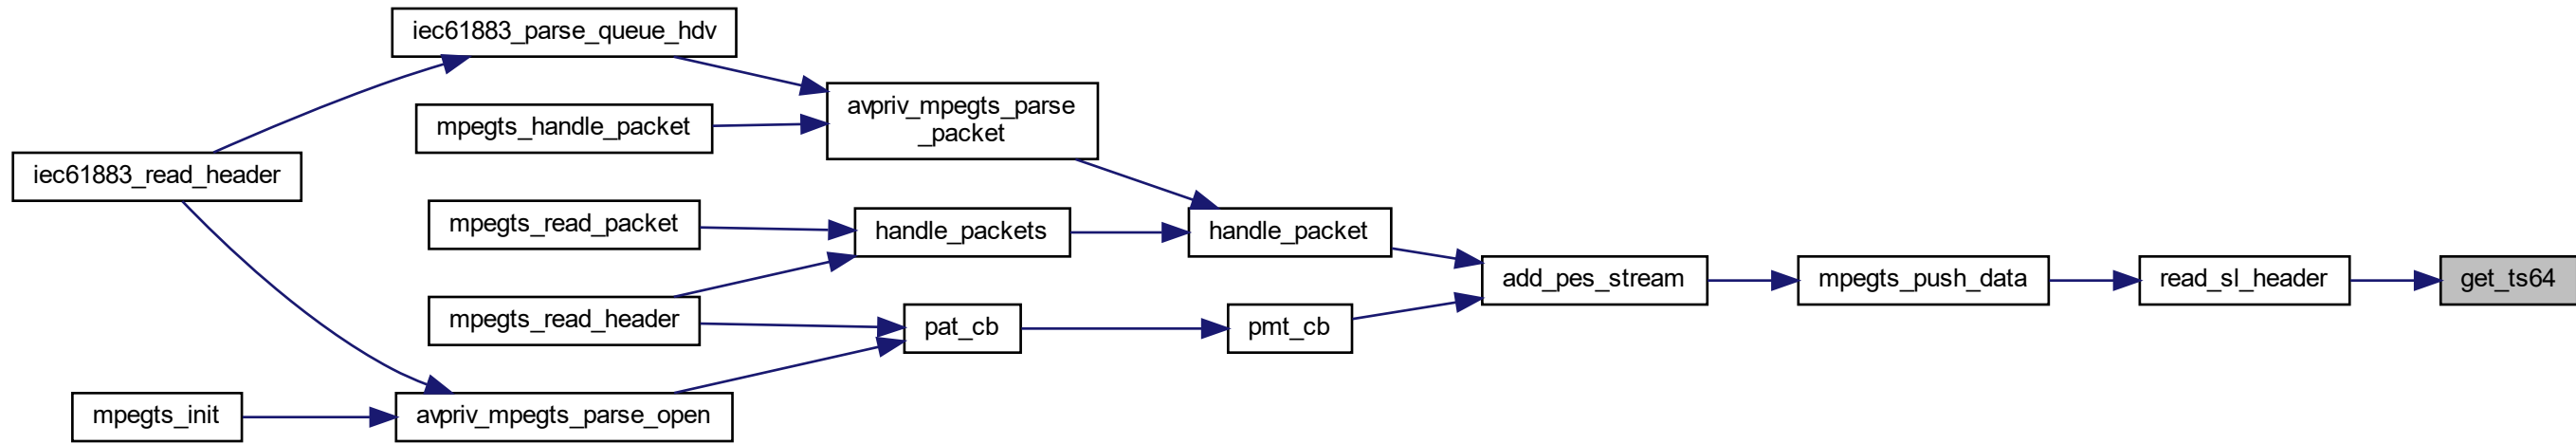 iec61883_parse_queue_hdv
avpriv_mpegts_parse
_packet
mpegts_handle_packet
iec61883_read_header
mpegts_read_packet
handle_packets
handle_packet
add_pes_stream
mpegts_push_data
read_sl_header
get_ts64
mpegts_read_header
pat_cb
pmt_cb
mpegts_init
avpriv_mpegts_parse_open